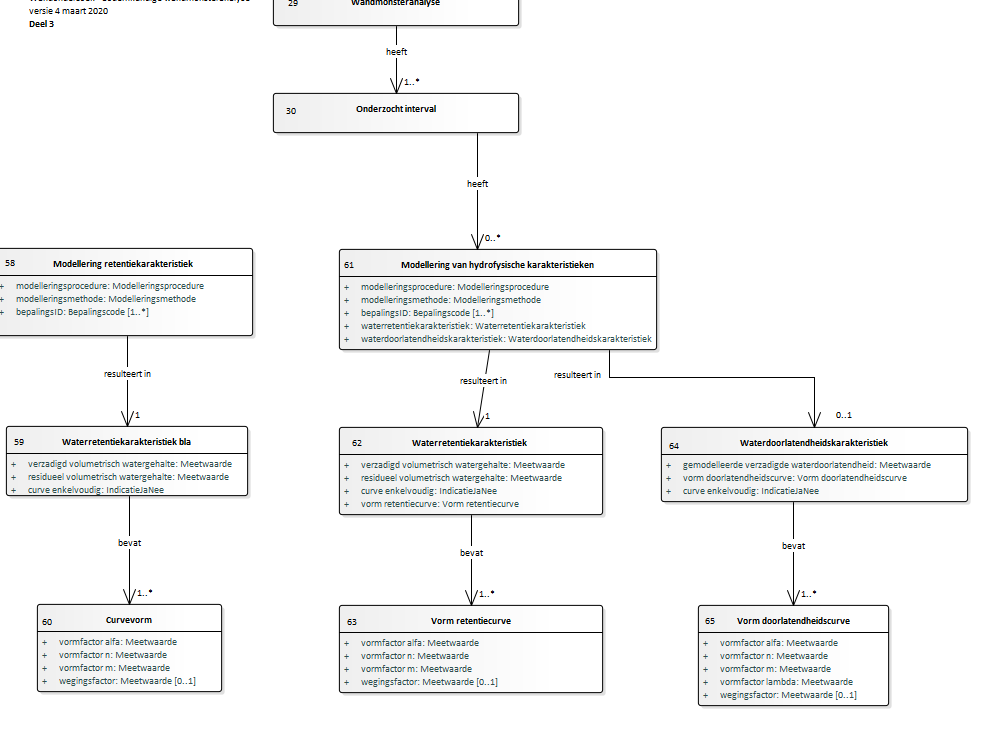 versie 4 maart 2020
Deel 3
29 Wandmonsteranalyse
heeft
1..*
30 Onderzocht interval
heeft
0..*
58 Modellering retentiekarakteristiek
+ modelleringsprocedure: Modelleringsprocedure
+ modelleringsmethode: Modelleringsmethode
+ bepalingsID: Bepalingscode [1..*]
61 Modellering van hydrofysische karakteristieken
+ modelleringsprocedure: Modelleringsprocedure
+ modelleringsmethode: Modelleringsmethode
+ bepalingsID: Bepalingscode [1..*]
+ waterretentiekarakteristiek: Waterretentiekarakteristiek
+ waterdoorlatendheidskarakteristiek: Waterdoorlatendheidskarakteristiek
resulteert in
1
resulteert in
1
resulteert in
0..1
59 Waterretentiekarakteristiek bla
+ verzadigd volumetrisch watergehalte: Meetwaarde
+ residueel volumetrisch watergehalte: Meetwaarde
+ curve enkelvoudig: IndicatieJaNee
62 Waterretentiekarakteristiek
+ verzadigd volumetrisch watergehalte: Meetwaarde
+ residueel volumetrisch watergehalte: Meetwaarde
+ curve enkelvoudig: IndicatieJaNee
+ vorm retentiecurve: Vorm retentiecurve
64 Waterdoorlatendheidskarakteristiek
+ gemodelleerde verzadigde waterdoorlatendheid: Meetwaarde
+ vorm doorlatendheidscurve: Vorm doorlatendheidscurve
+ curve enkelvoudig: IndicatieJaNee
bevat
1..*
bevat
1..*
bevat
1..*
60 Curvevorm
+ vormfactor alfa: Meetwaarde
+ vormfactor n: Meetwaarde
+ vormfactor m: Meetwaarde
+ wegingsfactor: Meetwaarde [0..1]
63 Vorm retentiecurve
+ vormfactor alfa: Meetwaarde
+ vormfactor n: Meetwaarde
+ vormfactor m: Meetwaarde
+ wegingsfactor: Meetwaarde [0..1]
65 Vorm doorlatendheidscurve
+ vormfactor alfa: Meetwaarde
+ vormfactor n: Meetwaarde
+ vormfactor m: Meetwaarde
+ vormfactor lambda: Meetwaarde
+ wegingsfactor: Meetwaarde [0..1]